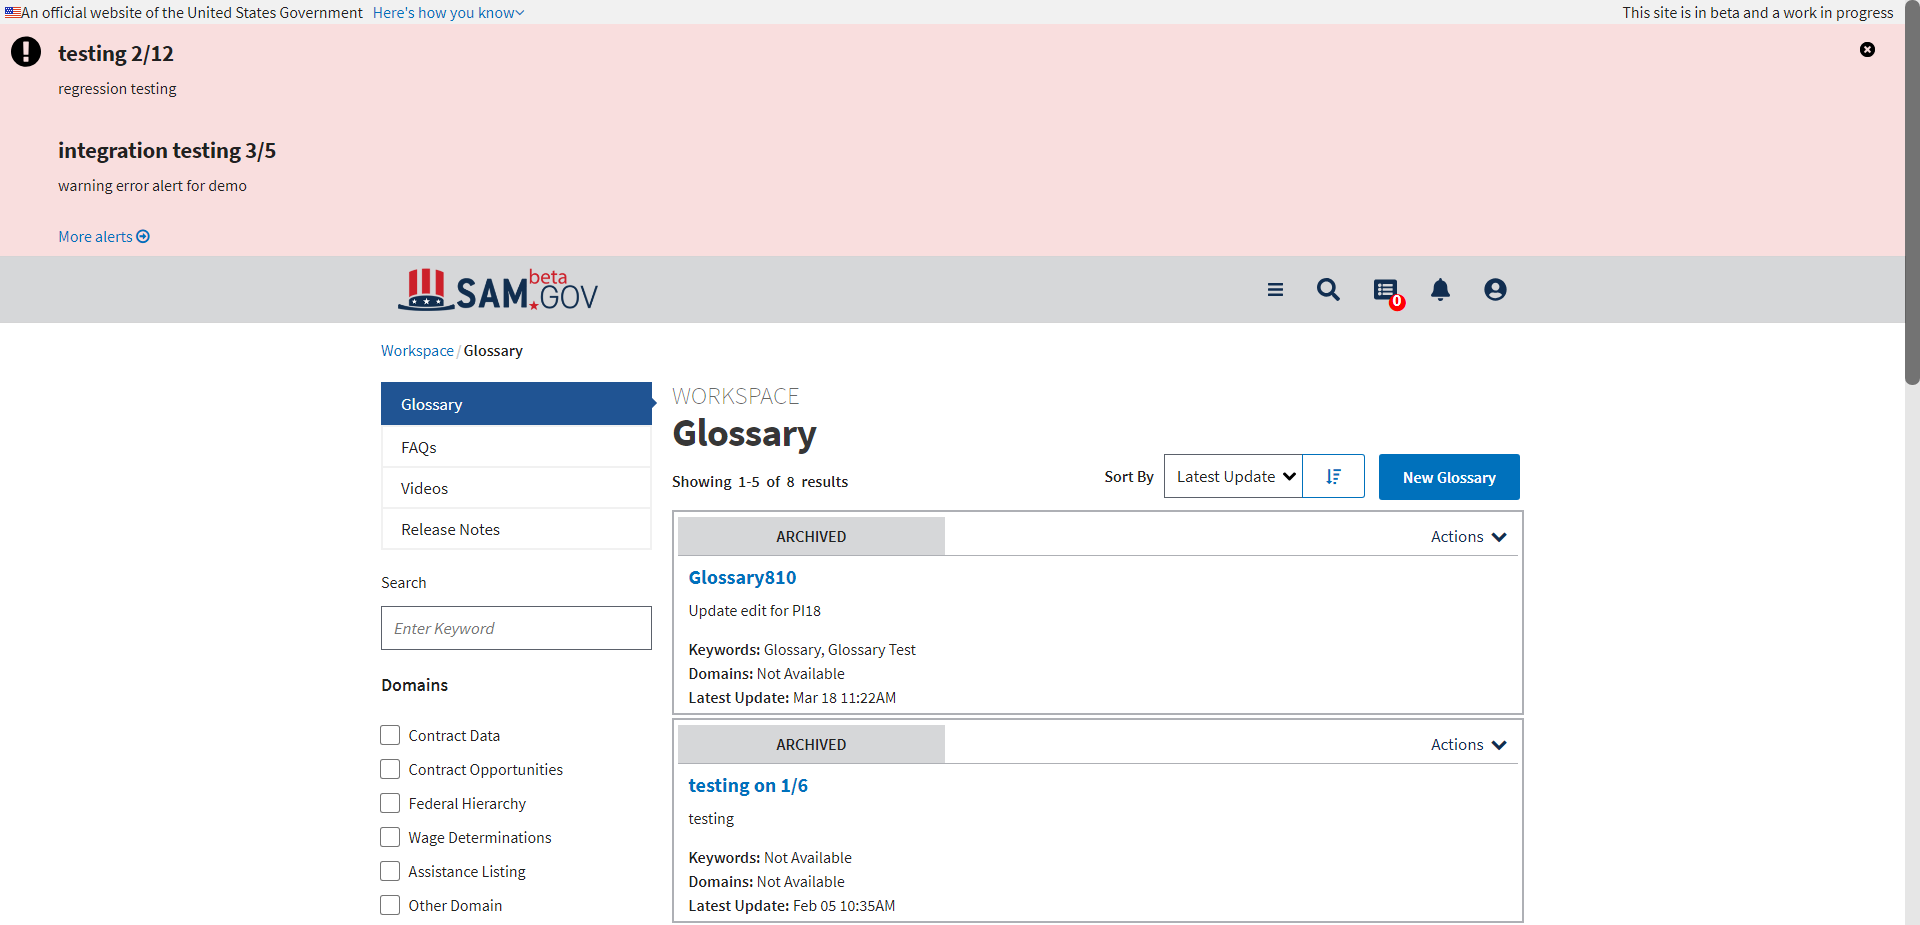 An official website of the United States Government Here's how you know
This site is in beta and a work in progress
testing 2/12
regression testing
integration testing 3/5
warning error alert for demo
More alerts
SAM.GOV beta
0
Workspace / Glossary
Glossary
FAQs
Videos
Release Notes
Search
Enter Keyword
Domains
Contract Data
Contract Opportunities
Federal Hierarchy
Wage Determinations
Assistance Listing
Other Domain
WORKSPACE
Glossary
Showing 1-5 of 8 results
Sort By Latest Update
New Glossary
ARCHIVED Actions
Glossary810
Update edit for PI18
Keywords: Glossary, Glossary Test
Domains: Not Available
Latest Update: Mar 18 11:22AM
ARCHIVED Actions
testing on 1/6
testing
Keywords: Not Available
Domains: Not Available
Latest Update: Feb 05 10:35AM